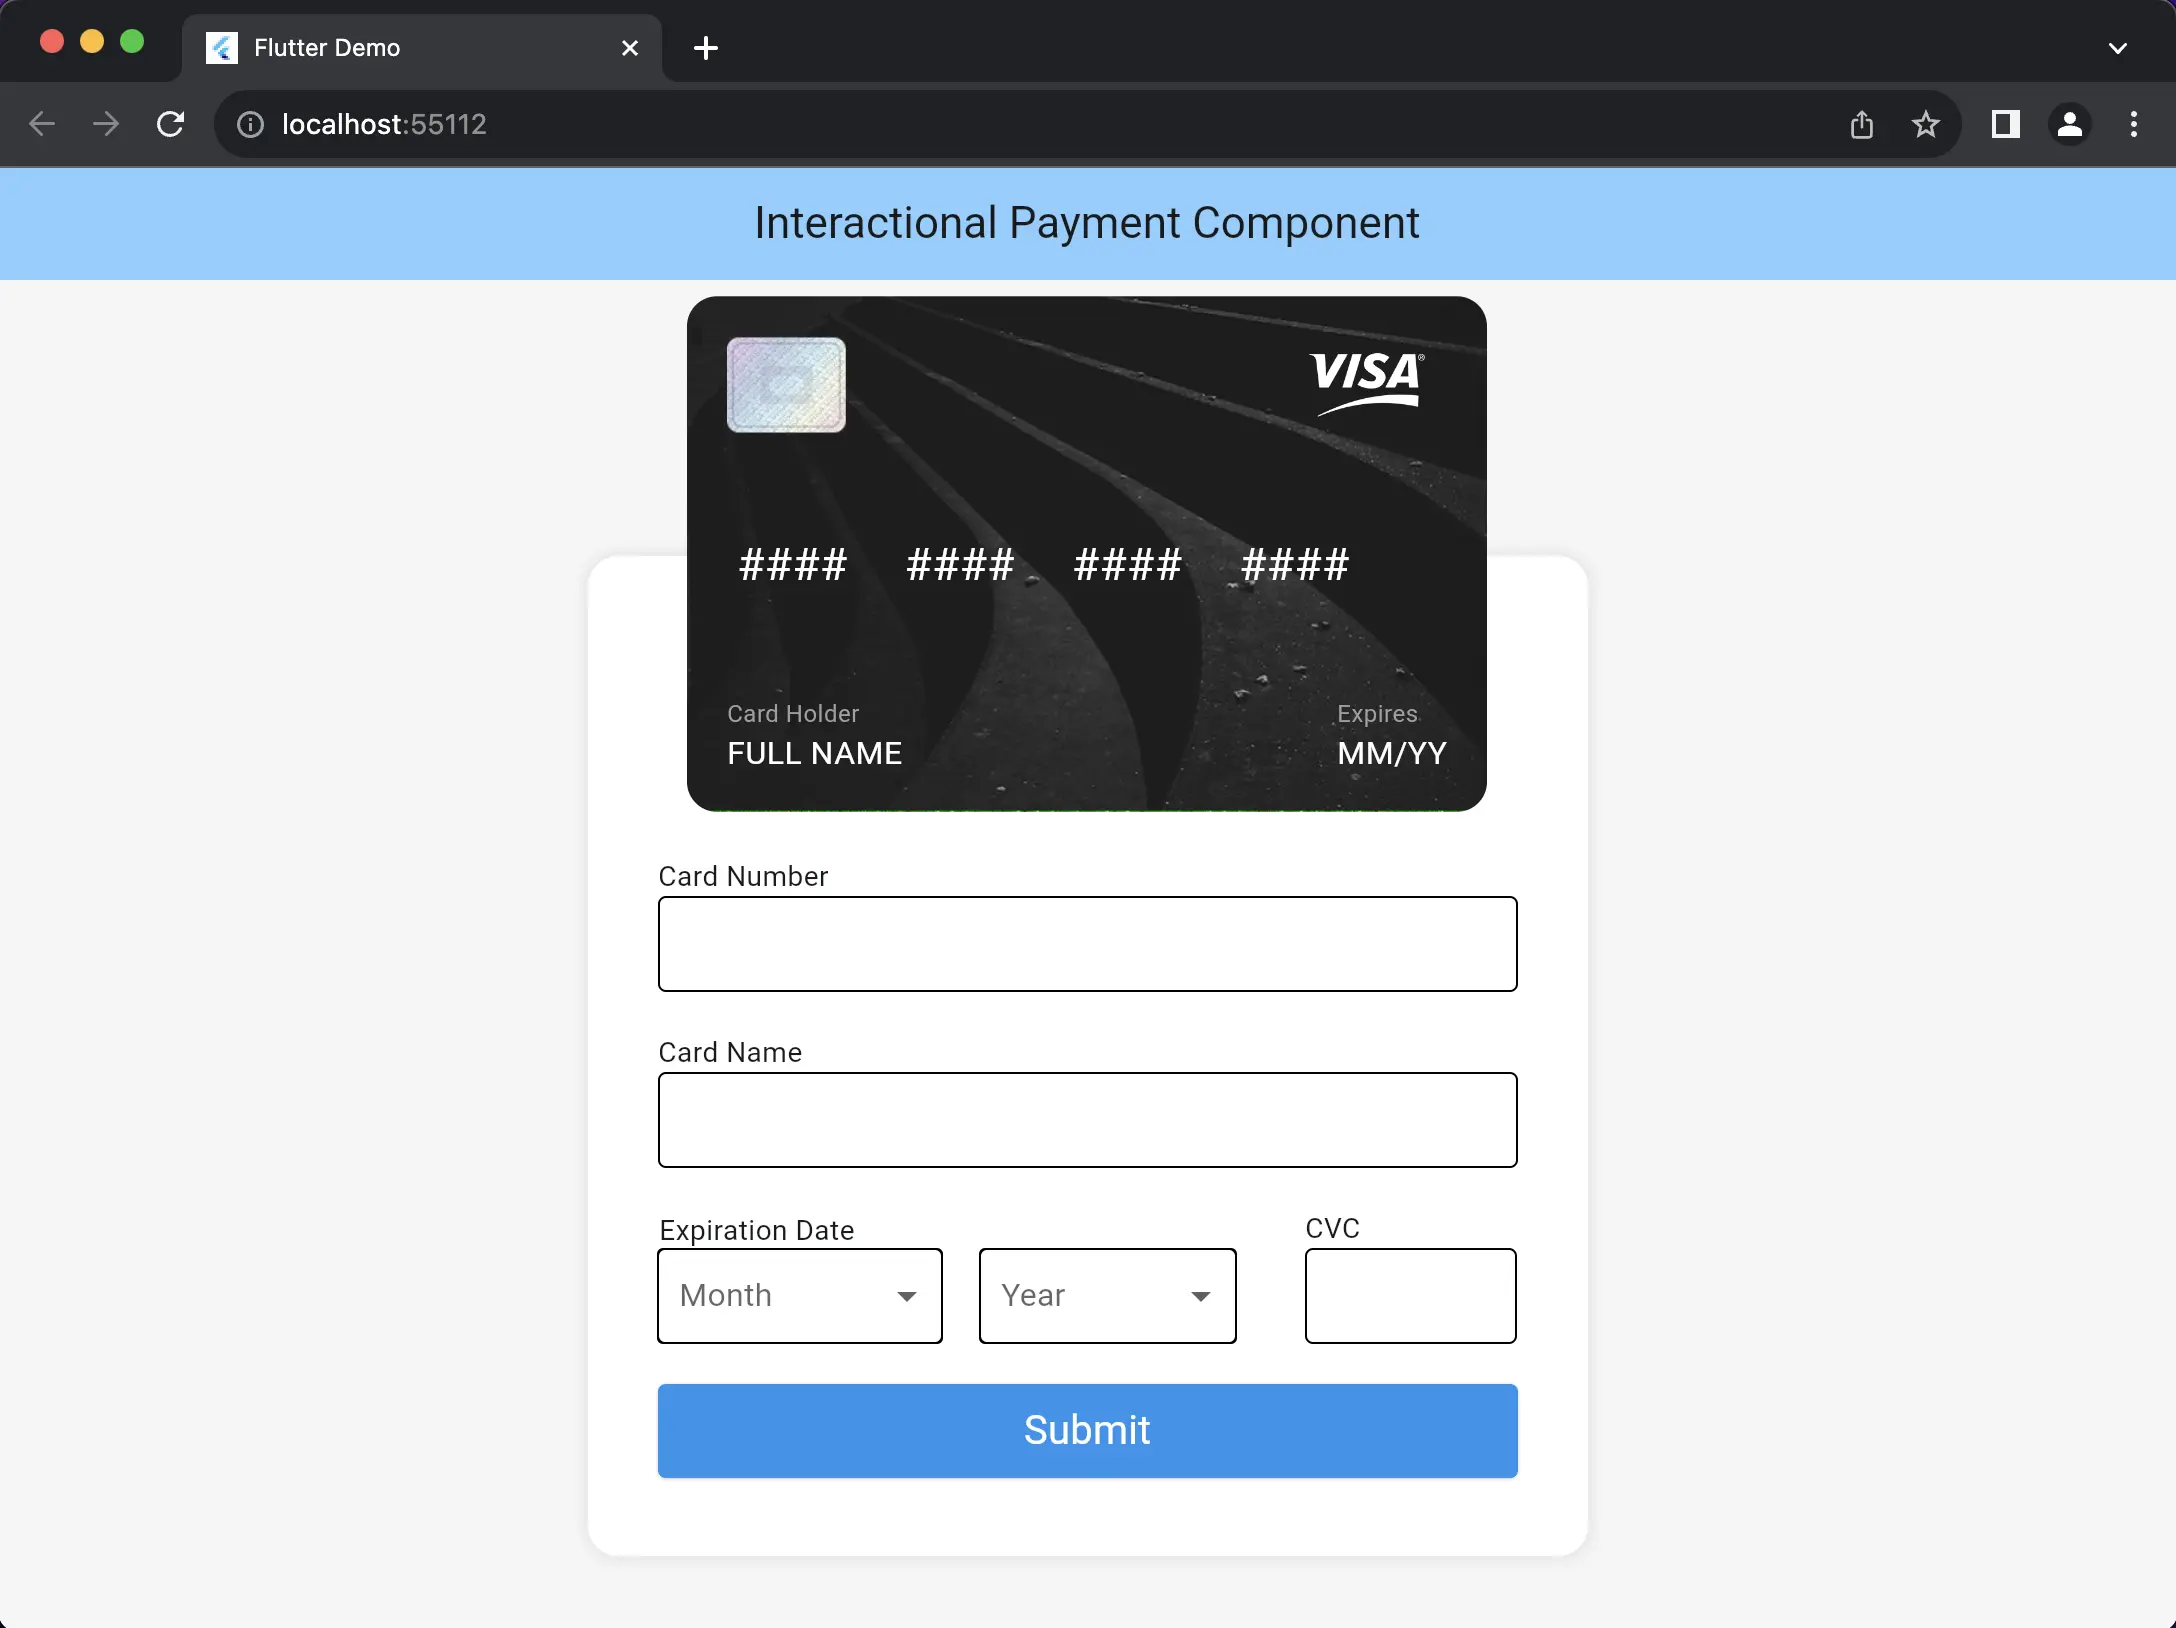 Flutter Demo
localhost:55112
Interactional Payment Component
VISA®
#### #### #### ####
Card Holder
Expires
FULL NAME
MM/YY
Card Number
Card Name
Expiration Date
CVC
Month
Year
Submit